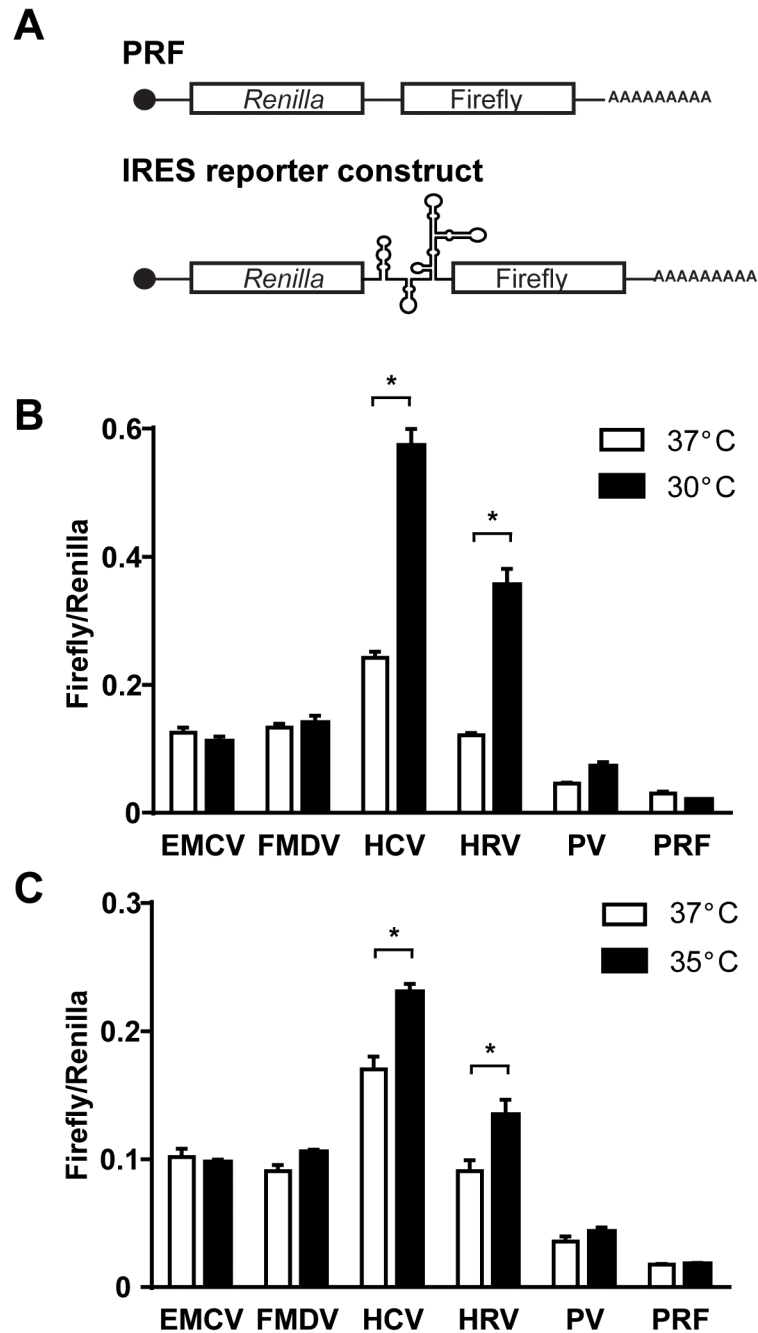 A
PRF
Renilla Firefly AAAAAAAAA
IRES reporter construct
Renilla Firefly AAAAAAAAA
B
Firefly/Renilla
0.6
0.4
0.2
0
*
*
37°C
30°C
EMCV FMDV HCV HRV PV PRF
C
Firefly/Renilla
0.3
0.2
0.1
0
*
*
37°C
35°C
EMCV FMDV HCV HRV PV PRF